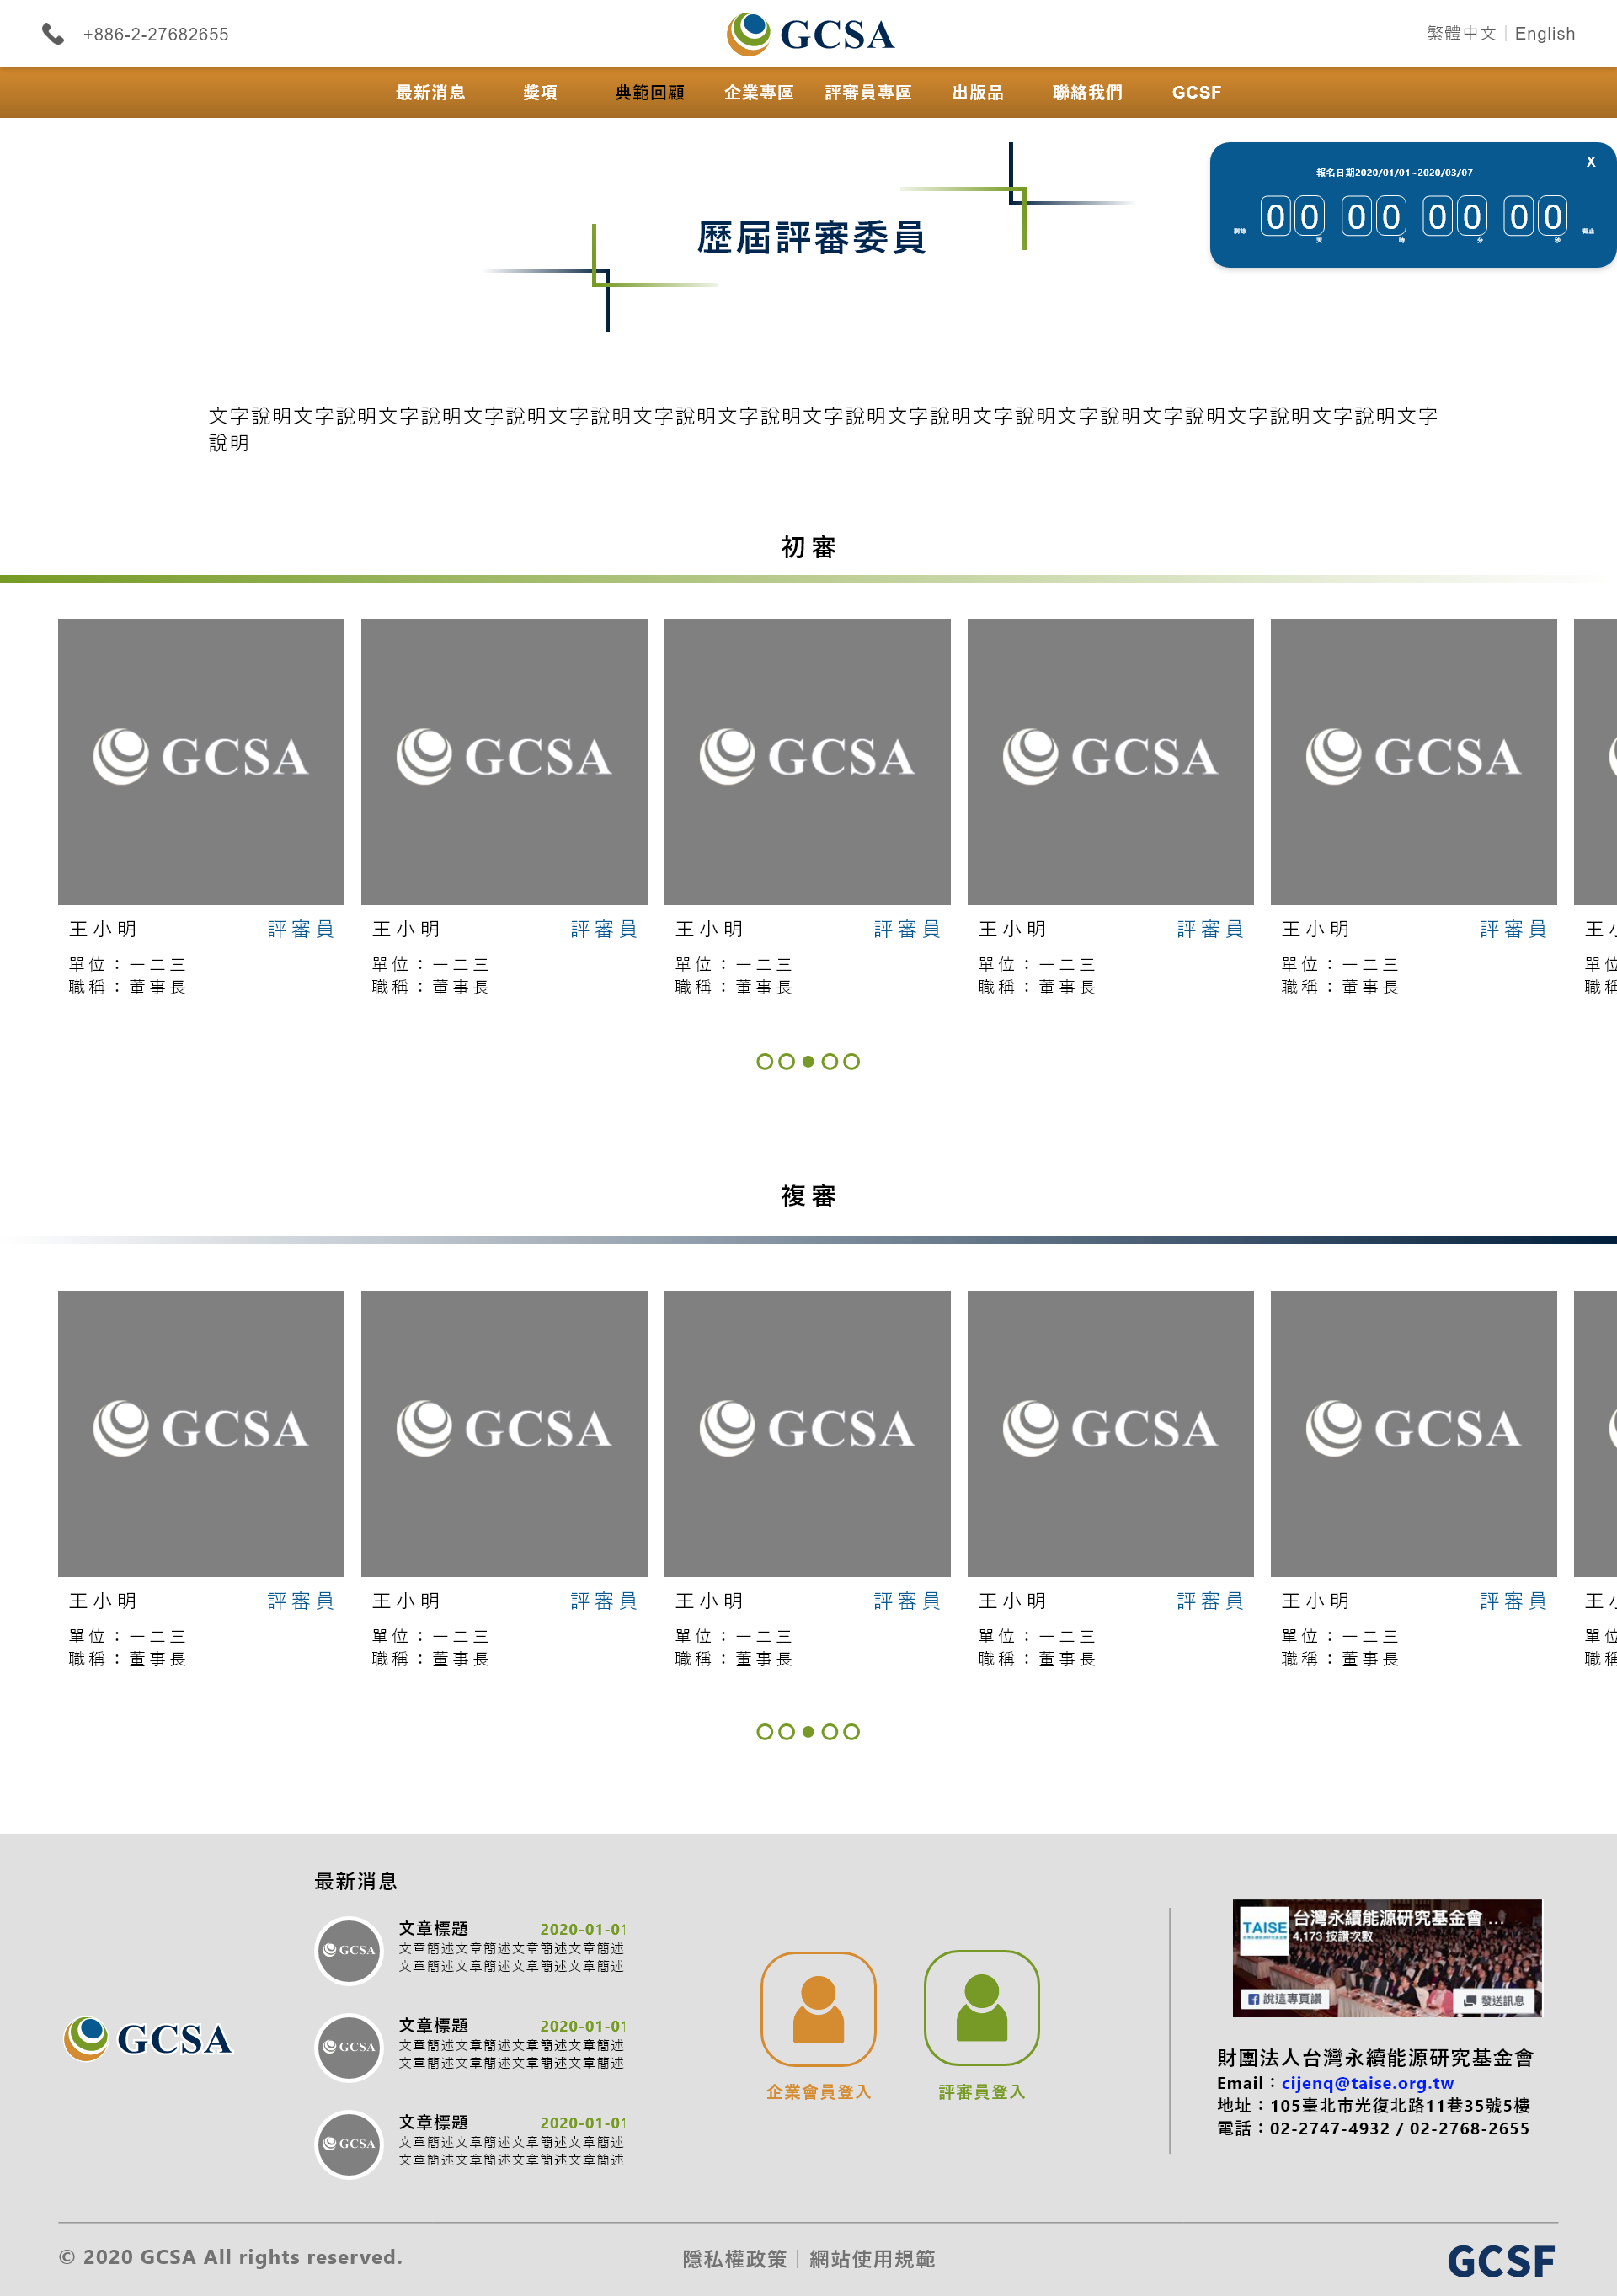 +886-2-27682655
GCSA
繁體中文｜English
最新消息 獎項 典範回顧 企業專區 評審員專區 出版品 聯絡我們 GCSF
X
報名日期2020/01/01~2020/03/07
剩餘 00 天 00 時 00 分 00 秒 截止
歷屆評審委員
文字說明文字說明文字說明文字說明文字說明文字說明文字說明文字說明文字說明文字說明文字說明文字說明文字說明文字說明文字
說明
初審
GCSA GCSA GCSA GCSA GCSA
王小明 評審員 王小明 評審員 王小明 評審員 王小明 評審員 王小明 評審員 王
單位：一二三 單位：一二三 單位：一二三 單位：一二三 單位：一二三 單位
職稱：董事長 職稱：董事長 職稱：董事長 職稱：董事長 職稱：董事長 職稱
複審
GCSA GCSA GCSA GCSA GCSA
王小明 評審員 王小明 評審員 王小明 評審員 王小明 評審員 王小明 評審員 王
單位：一二三 單位：一二三 單位：一二三 單位：一二三 單位：一二三 單位
職稱：董事長 職稱：董事長 職稱：董事長 職稱：董事長 職稱：董事長 職稱
GCSA
最新消息
GCSA
文章標題 2020-01-01
文章簡述文章簡述文章簡述文章簡述
文章簡述文章簡述文章簡述文章簡述
GCSA
文章標題 2020-01-01
文章簡述文章簡述文章簡述文章簡述
文章簡述文章簡述文章簡述文章簡述
GCSA
文章標題 2020-01-01
文章簡述文章簡述文章簡述文章簡述
文章簡述文章簡述文章簡述文章簡述
企業會員登入 評審員登入
TAISE
台灣永續能源研究基金會 ...
4,173 按讚次數
說這專頁讚 發送訊息
財團法人台灣永續能源研究基金會
Email：cijenq@taise.org.tw
地址：105臺北市光復北路11巷35號5樓
電話：02-2747-4932 / 02-2768-2655
© 2020 GCSA All rights reserved.
隱私權政策｜網站使用規範
GCSF